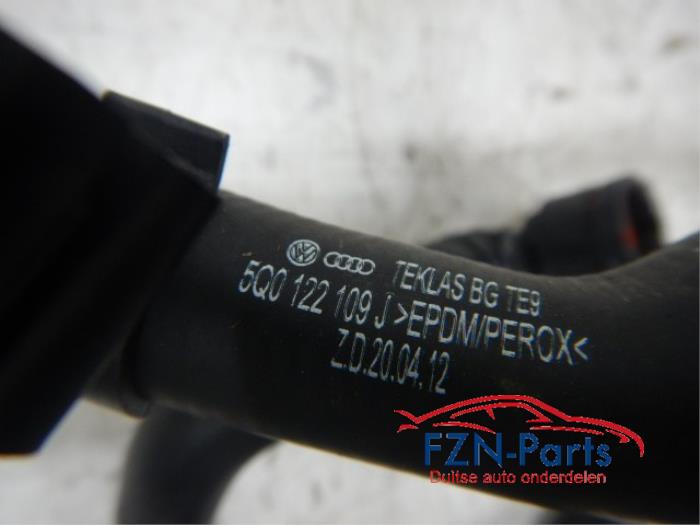 TEKLAS BG TE9
5Q0 122 109 J >EPDM/PEROX<
Z.D.20.04.12
FZN-Parts
Duitse auto onderdelen